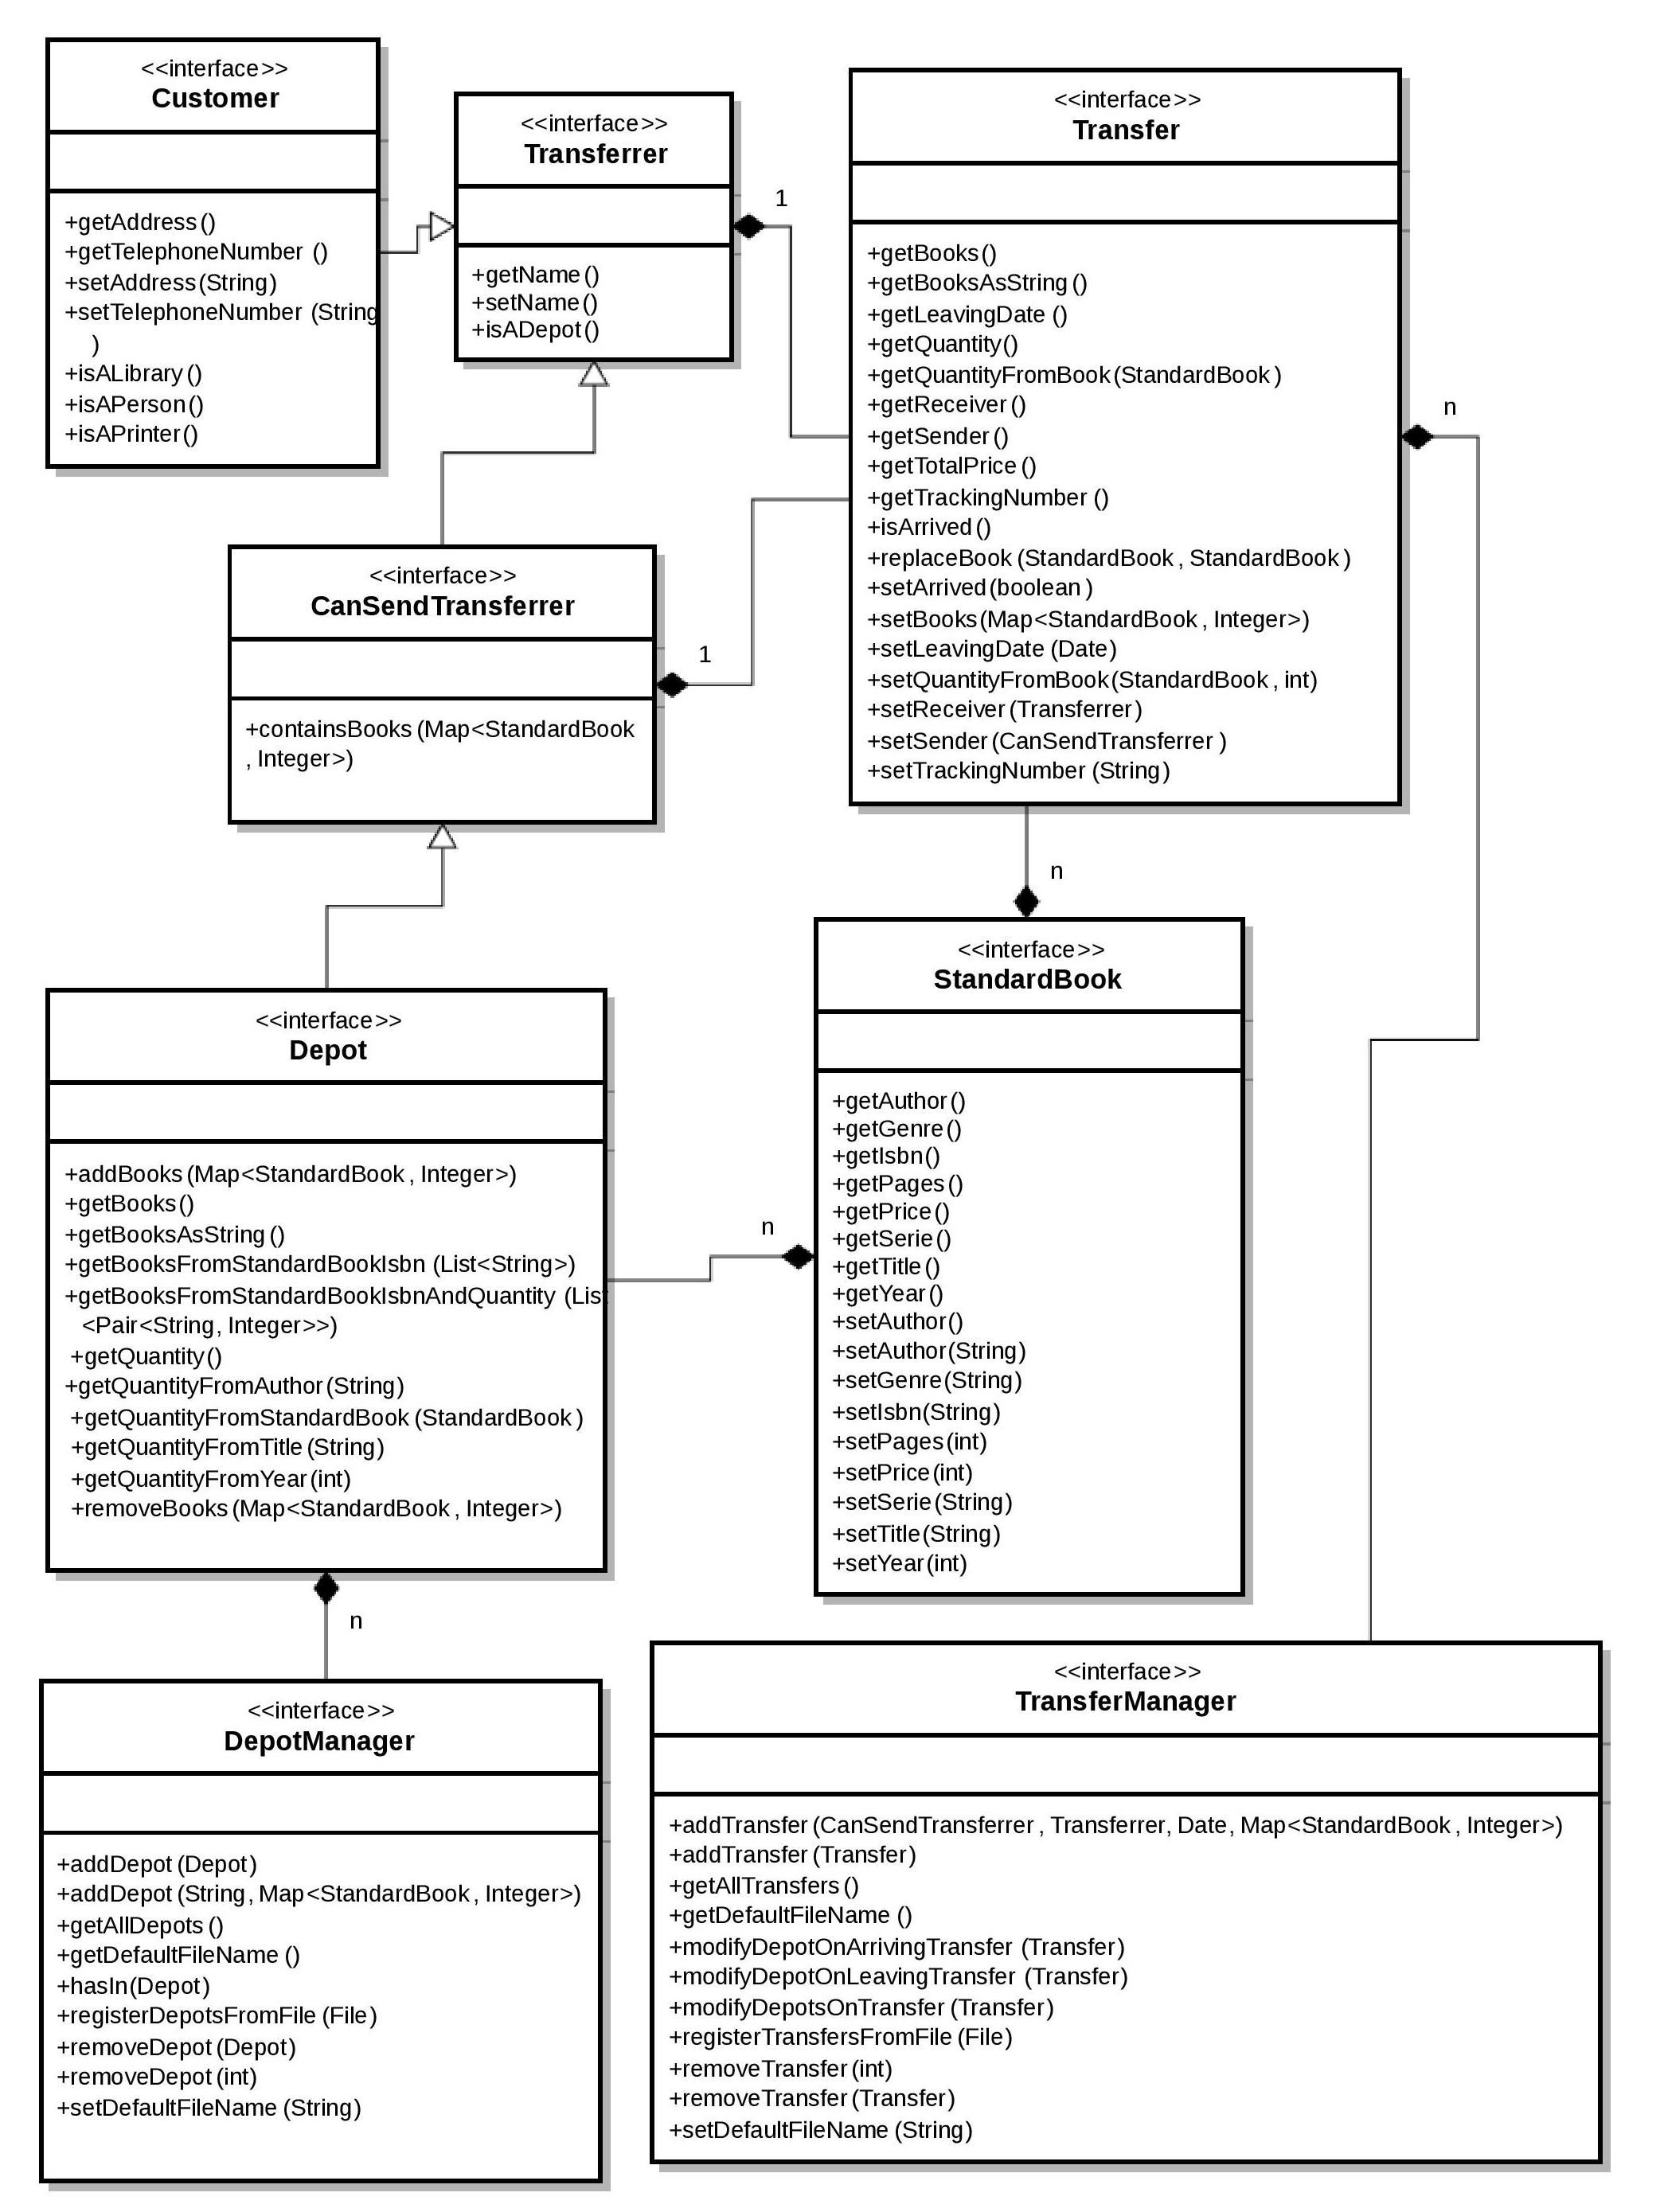 <<interface>>
Customer
+getAddress()
+getTelephoneNumber ()
+setAddress(String)
+setTelephoneNumber (String
)
+isALibrary()
+isAPerson()
+isAPrinter()
<<interface>>
Transferrer
+getName()
+setName()
+isADepot()
1
<<interface>>
Transfer
+getBooks()
+getBooksAsString()
+getLeavingDate ()
+getQuantity()
+getQuantityFromBook(StandardBook)
+getReceiver()
+getSender()
+getTotalPrice()
+getTrackingNumber ()
+isArrived()
+replaceBook(StandardBook, StandardBook)
+setArrived(boolean)
+setBooks(Map<StandardBook, Integer>)
+setLeavingDate (Date)
+setQuantityFromBook(StandardBook, int)
+setReceiver(Transferrer)
+setSender(CanSendTransferrer )
+setTrackingNumber (String)
n
<<interface>>
CanSendTransferrer
+containsBooks(Map<StandardBook
, Integer>)
1
n
<<interface>>
StandardBook
+getAuthor()
+getGenre()
+getIsbn()
+getPages()
+getPrice()
+getSerie()
+getTitle()
+getYear()
+setAuthor()
+setAuthor(String)
+setGenre(String)
+setIsbn(String)
+setPages(int)
+setPrice(int)
+setSerie(String)
+setTitle(String)
+setYear(int)
<<interface>>
Depot
+addBooks(Map<StandardBook, Integer>)
+getBooks()
+getBooksAsString()
+getBooksFromStandardBookIsbn (List<String>)
+getBooksFromStandardBookIsbnAndQuantity (List
<Pair<String, Integer>>)
+getQuantity()
+getQuantityFromAuthor(String)
+getQuantityFromStandardBook(StandardBook)
+getQuantityFromTitle(String)
+getQuantityFromYear(int)
+removeBooks(Map<StandardBook, Integer>)
n
n
<<interface>>
DepotManager
+addDepot(Depot)
+addDepot(String, Map<StandardBook, Integer>)
+getAllDepots()
+getDefaultFileName ()
+hasIn(Depot)
+registerDepotsFromFile(File)
+removeDepot(Depot)
+removeDepot(int)
+setDefaultFileName (String)
<<interface>>
TransferManager
+addTransfer(CanSendTransferrer , Transferrer, Date, Map<StandardBook, Integer>)
+addTransfer(Transfer)
+getAllTransfers()
+getDefaultFileName ()
+modifyDepotOnArrivingTransfer (Transfer)
+modifyDepotOnLeavingTransfer (Transfer)
+modifyDepotsOnTransfer(Transfer)
+registerTransfersFromFile(File)
+removeTransfer(int)
+removeTransfer(Transfer)
+setDefaultFileName (String)